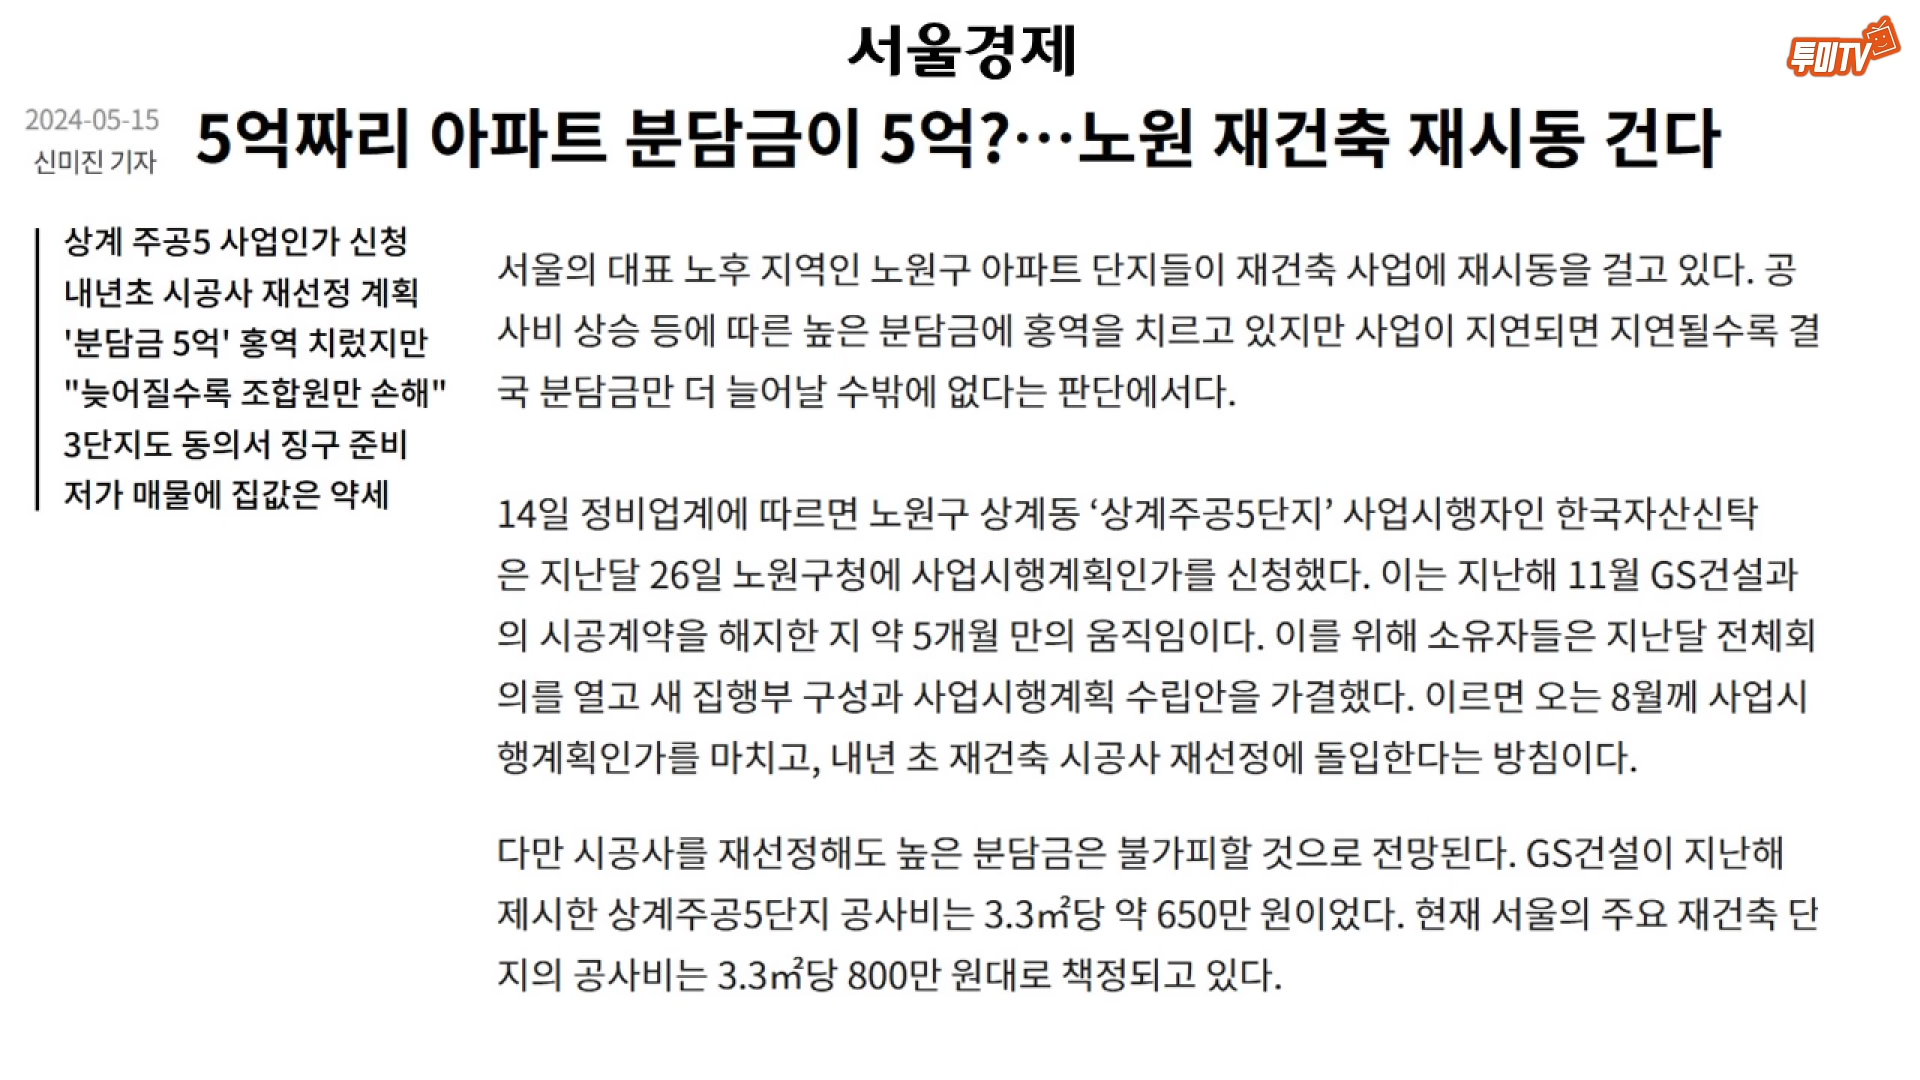 서울경제
투미TV
2024-05-15
신미진 기자
5억짜리 아파트 분담금이 5억?…노원 재건축 재시동 건다
상계 주공5 사업인가 신청
내년초 시공사 재선정 계획
'분담금 5억' 홍역 치렀지만
"늦어질수록 조합원만 손해"
3단지도 동의서 징구 준비
저가 매물에 집값은 약세
서울의 대표 노후 지역인 노원구 아파트 단지들이 재건축 사업에 재시동을 걸고 있다. 공
사비 상승 등에 따른 높은 분담금에 홍역을 치르고 있지만 사업이 지연되면 지연될수록 결
국 분담금만 더 늘어날 수밖에 없다는 판단에서다.
14일 정비업계에 따르면 노원구 상계동 ‘상계주공5단지’ 사업시행자인 한국자산신탁
은 지난달 26일 노원구청에 사업시행계획인가를 신청했다. 이는 지난해 11월 GS건설과
의 시공계약을 해지한 지 약 5개월 만의 움직임이다. 이를 위해 소유자들은 지난달 전체회
의를 열고 새 집행부 구성과 사업시행계획 수립안을 가결했다. 이르면 오는 8월께 사업시
행계획인가를 마치고, 내년 초 재건축 시공사 재선정에 돌입한다는 방침이다.
다만 시공사를 재선정해도 높은 분담금은 불가피할 것으로 전망된다. GS건설이 지난해
제시한 상계주공5단지 공사비는 3.3㎡당 약 650만 원이었다. 현재 서울의 주요 재건축 단
지의 공사비는 3.3㎡당 800만 원대로 책정되고 있다.